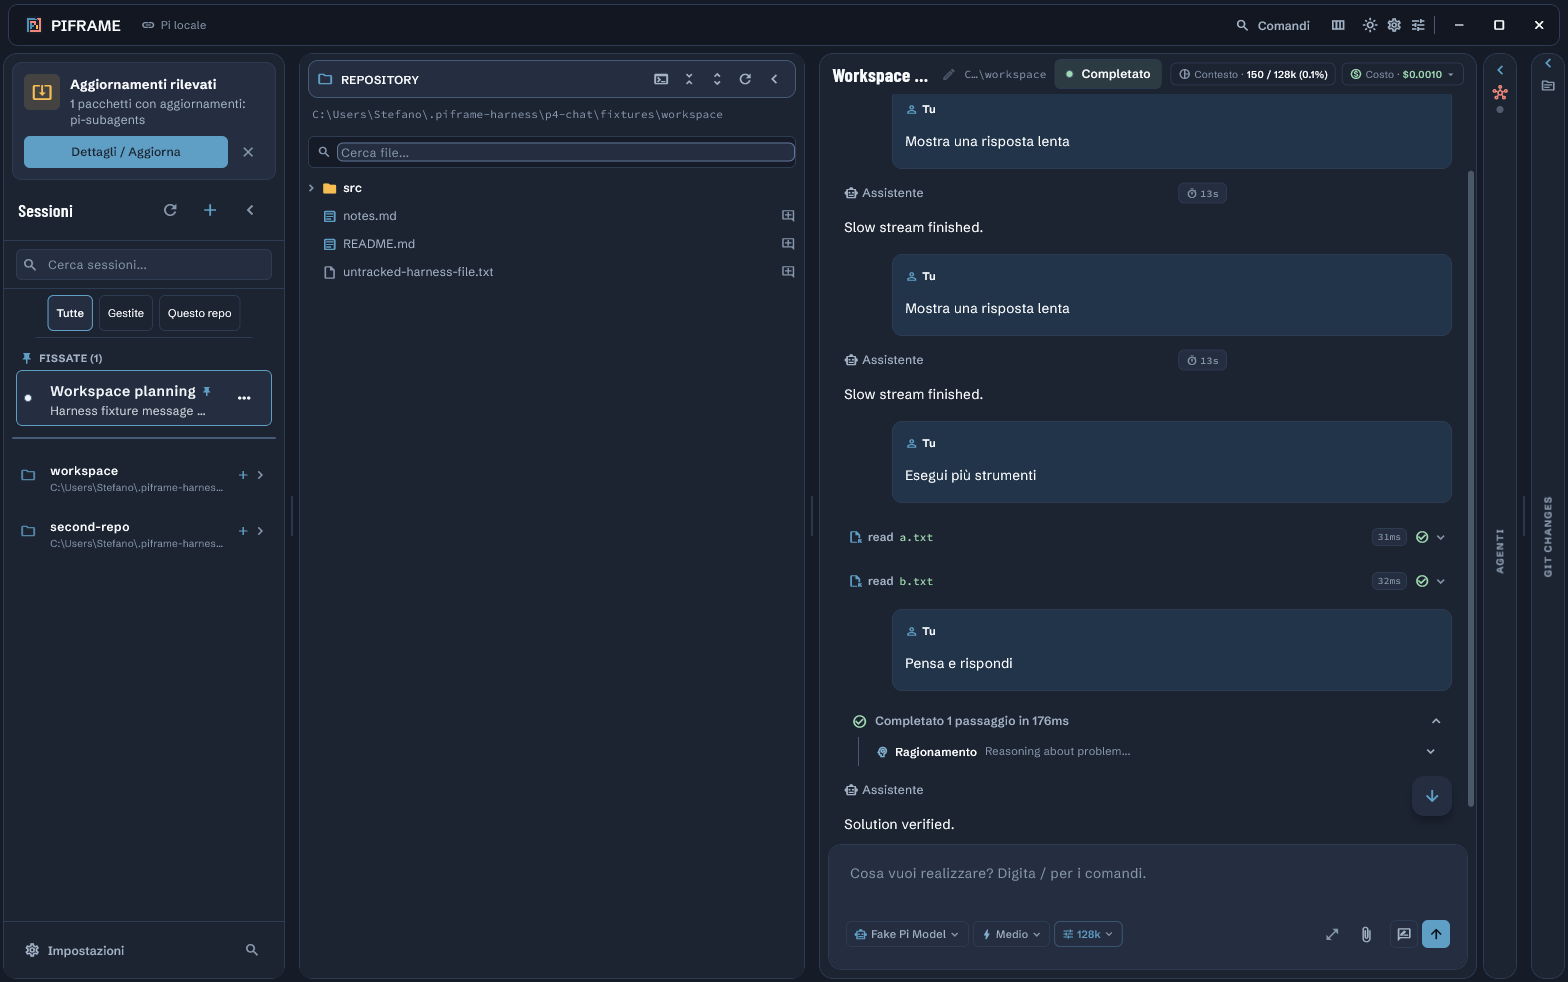 PIFRAME
Pi locale
Comandi
Aggiornamenti rilevati
1 pacchetti con aggiornamenti:
pi-subagents
Dettagli / Aggiorna
Sessioni
Cerca sessioni...
Tutte
Gestite
Questo repo
FISSATE (1)
Workspace planning
Harness fixture message ...
workspace
C:\Users\Stefano\.piframe-harnes...
second-repo
C:\Users\Stefano\.piframe-harnes...
Impostazioni
REPOSITORY
C:\Users\Stefano\.piframe-harness\p4-chat\fixtures\workspace
Cerca file...
src
notes.md
README.md
untracked-harness-file.txt
Workspace ...
C...\workspace
Completato
Contesto · 150 / 128k (0.1%)
Costo · $0.0010
Tu
Mostra una risposta lenta
Assistente
13s
Slow stream finished.
Tu
Mostra una risposta lenta
Assistente
13s
Slow stream finished.
Tu
Esegui più strumenti
read a.txt
31ms
read b.txt
32ms
Tu
Pensa e rispondi
Completato 1 passaggio in 176ms
Ragionamento Reasoning about problem...
Assistente
Solution verified.
Cosa vuoi realizzare? Digita / per i comandi.
Fake Pi Model
Medio
128k
AGENTI
GIT CHANGES